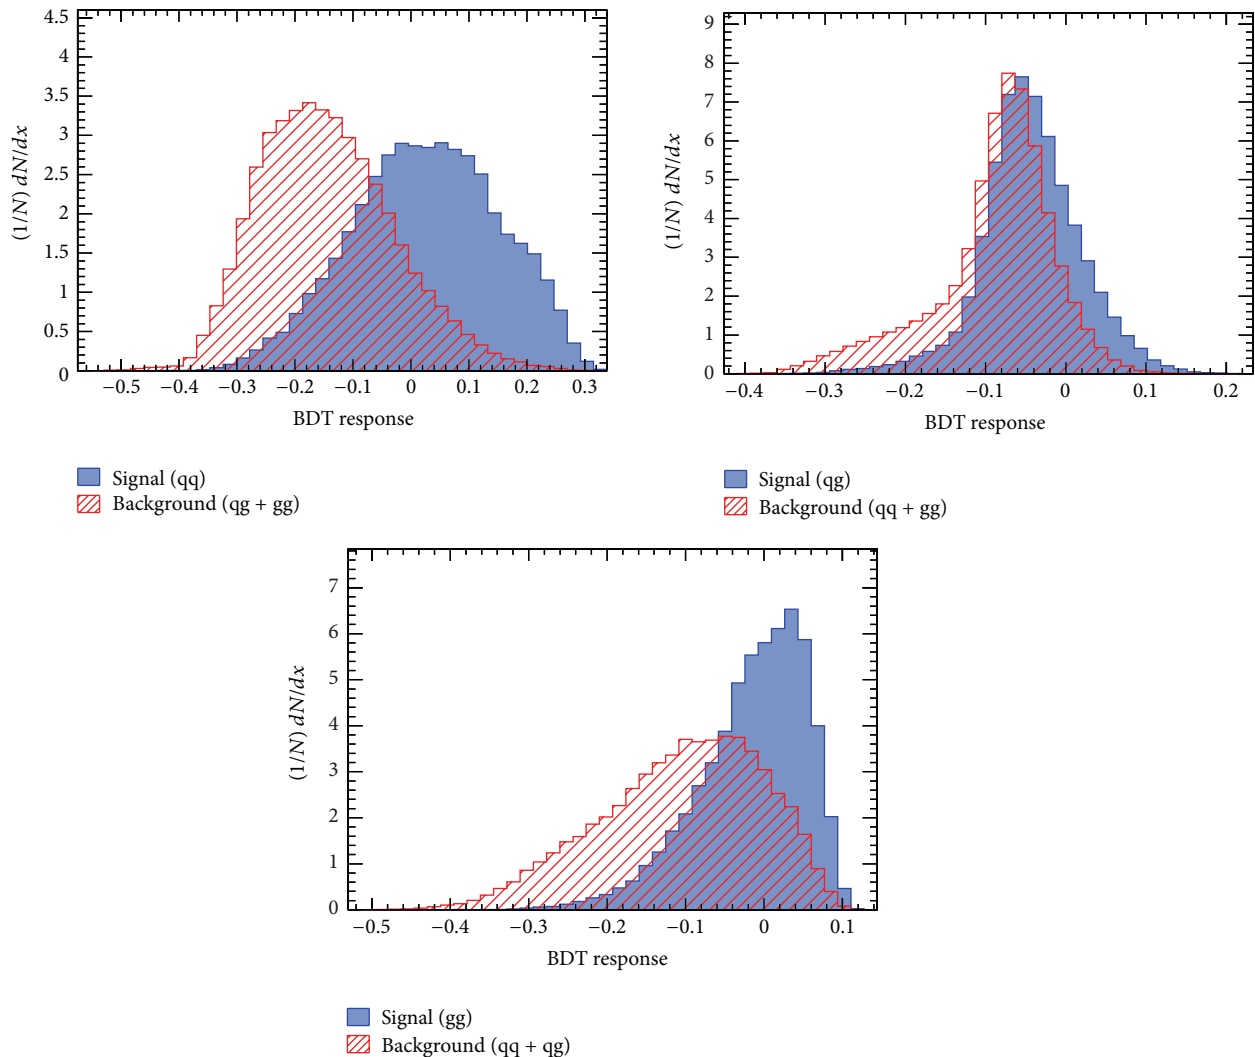 4.5
4
3.5
3
2.5
2
1.5
1
0.5
0
(1/N) dN/dx
−0.5 −0.4 −0.3 −0.2 −0.1 0 0.1 0.2 0.3
BDT response
Signal (qq)
Background (qg + gg)
9
8
7
6
5
4
3
2
1
0
(1/N) dN/dx
−0.4 −0.3 −0.2 −0.1 0 0.1 0.2
BDT response
Signal (qg)
Background (qq + gg)
7
6
5
4
3
2
1
0
(1/N) dN/dx
−0.5 −0.4 −0.3 −0.2 −0.1 0 0.1
BDT response
Signal (gg)
Background (qq + qg)